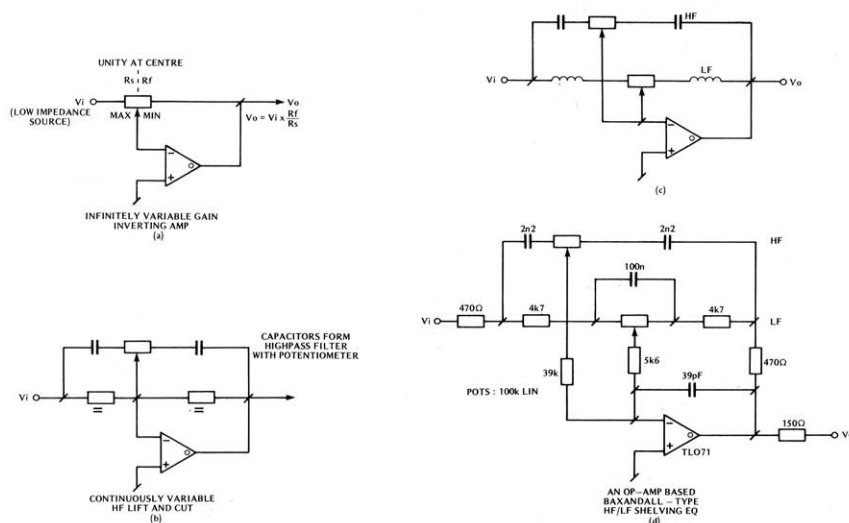 UNITY AT CENTRE
Rs Rf
Vi
(LOW IMPEDANCE
SOURCE)
MAX MIN
Vo
Vo = Vi x Rf
Rs
−
+
INFINITELY VARIABLE GAIN
INVERTING AMP
(a)
CAPACITORS FORM
HIGHPASS FILTER
WITH POTENTIOMETER
Vi
=
=
−
+
CONTINUOUSLY VARIABLE
HF LIFT AND CUT
(b)
HF
LF
Vi
Vo
−
+
(c)
2n2
2n2
HF
100n
470Ω
4k7
4k7
Vi
LF
39k
5k6
470Ω
39pF
POTS : 100k LIN
−
+
TLO71
150Ω
V
AN OP–AMP BASED
BAXANDALL – TYPE
HF/LF SHELVING EQ
(d)